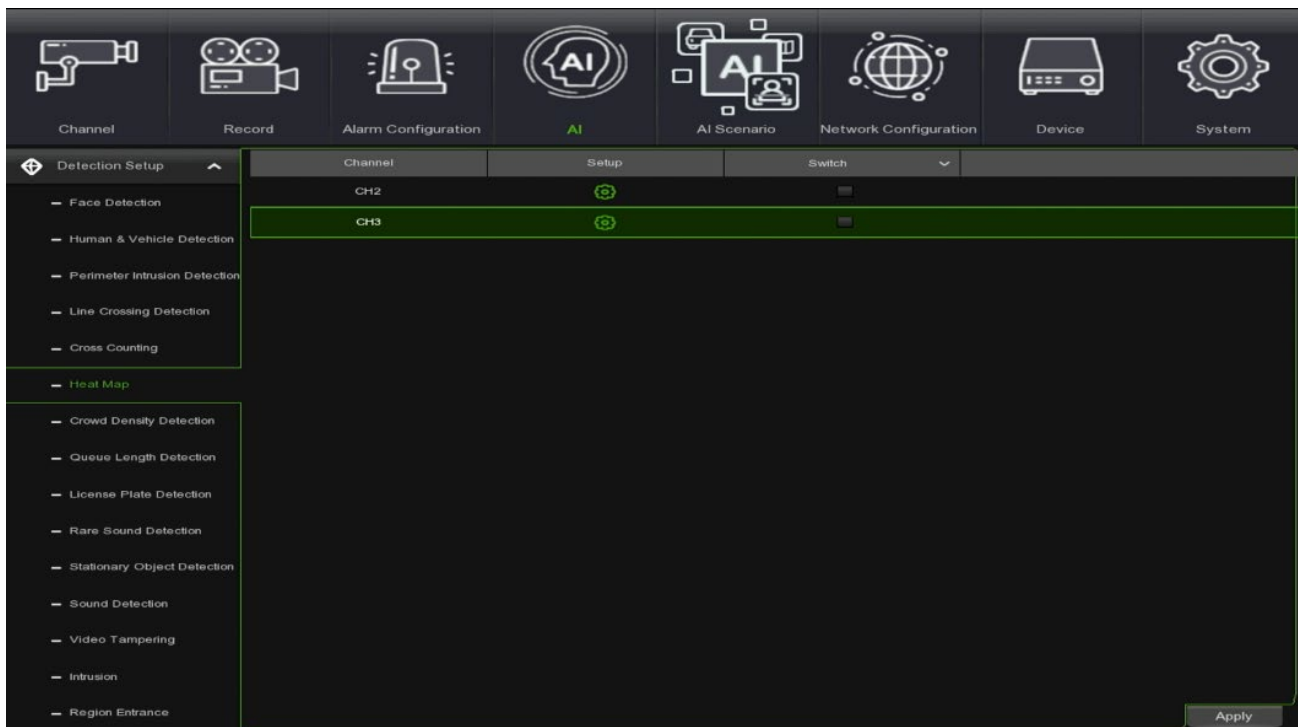 AI
AI
Channel
Record
Alarm Configuration
AI
AI Scenario
Network Configuration
Device
System
Detection Setup
Channel
Setup
Switch
Face Detection
CH2
Human & Vehicle Detection
CH3
Perimeter Intrusion Detection
Line Crossing Detection
Cross Counting
Heat Map
Crowd Density Detection
Queue Length Detection
License Plate Detection
Rare Sound Detection
Stationary Object Detection
Sound Detection
Video Tampering
Intrusion
Region Entrance
Apply